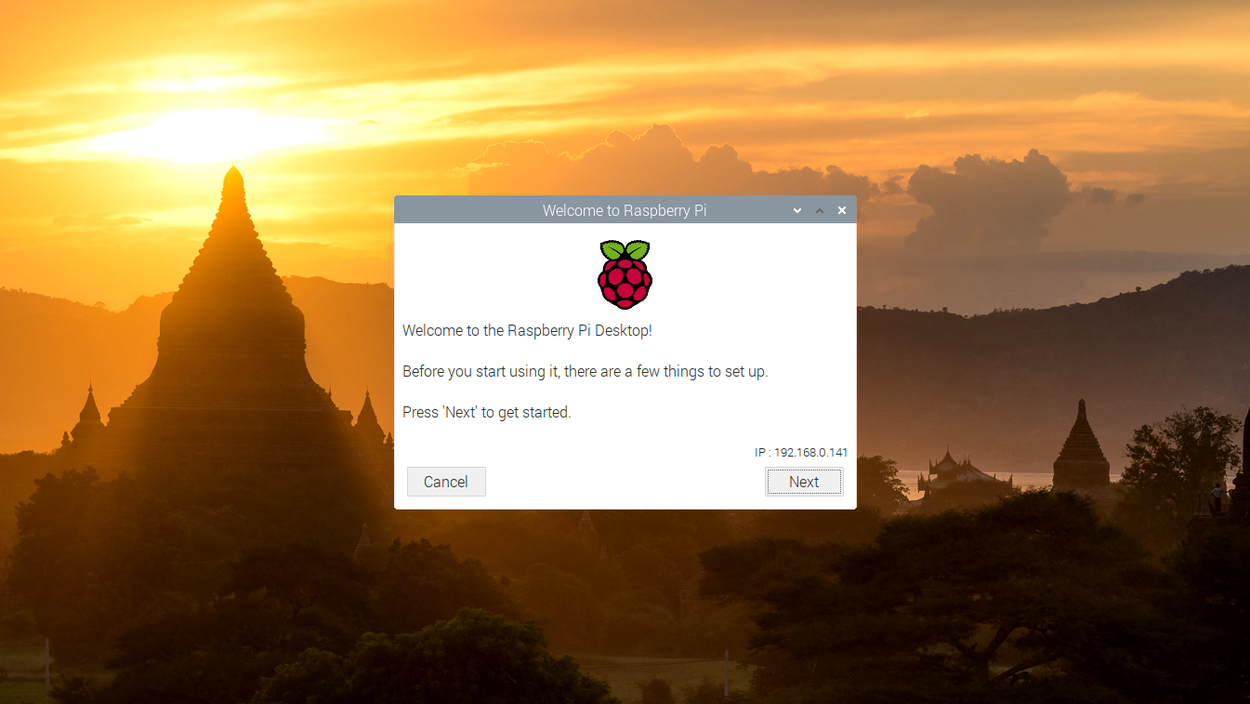 Welcome to Raspberry Pi
Welcome to the Raspberry Pi Desktop!
Before you start using it, there are a few things to set up.
Press 'Next' to get started.
IP : 192.168.0.141
Cancel
Next